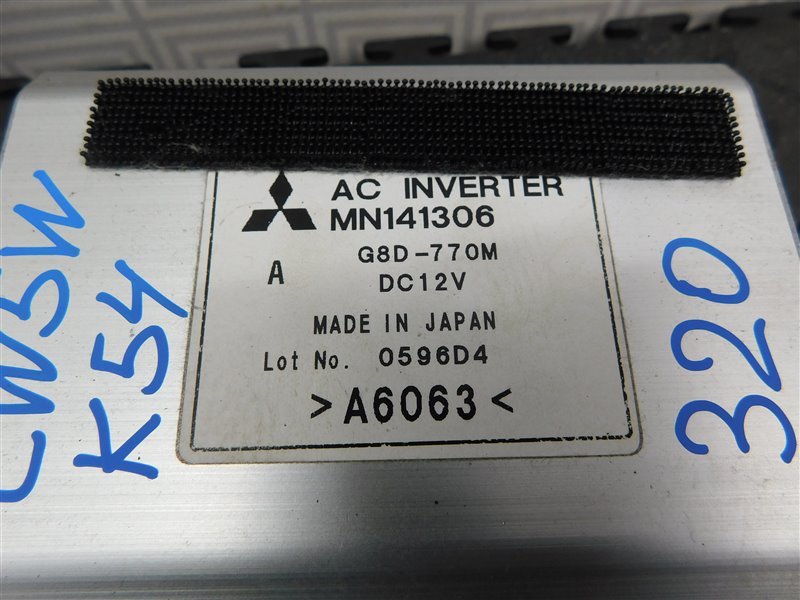 AC INVERTER
MN141306
G8D-770M
A
DC12V
MADE IN JAPAN
Lot No. 0596D4
>A6063<
CW5W
K54
320